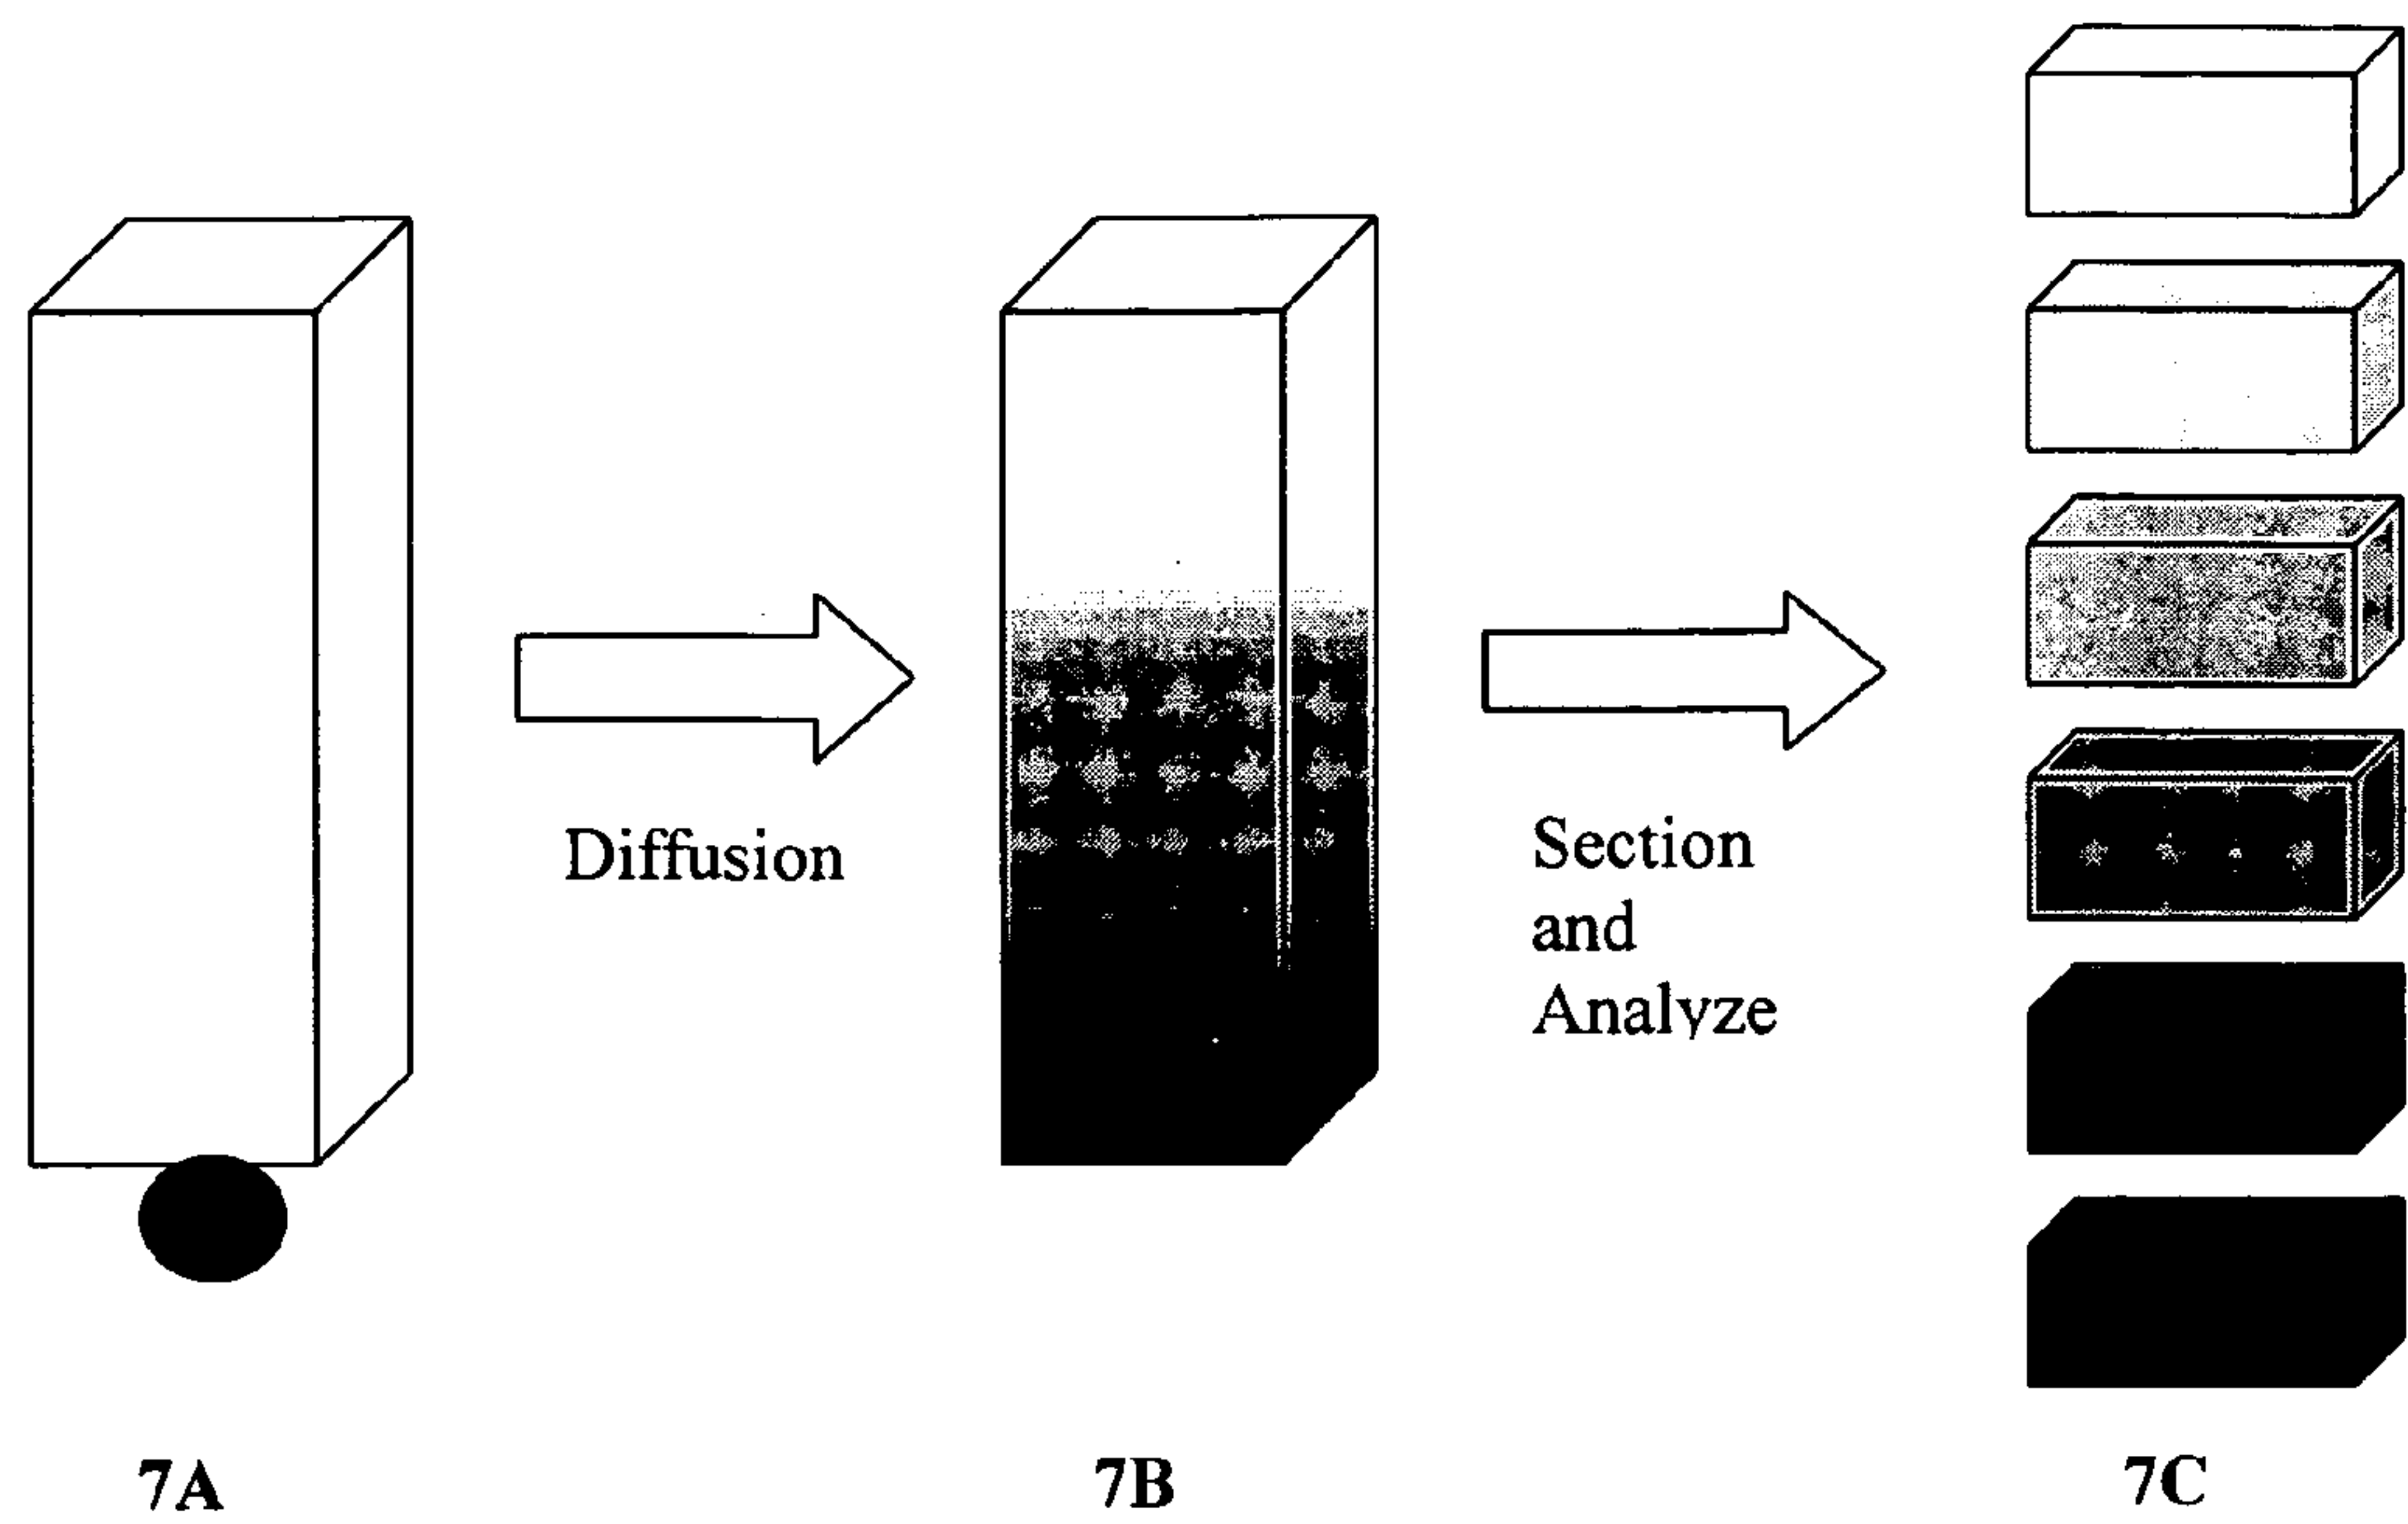 Diffusion
Section
and
Analyze
7A
7B
7C